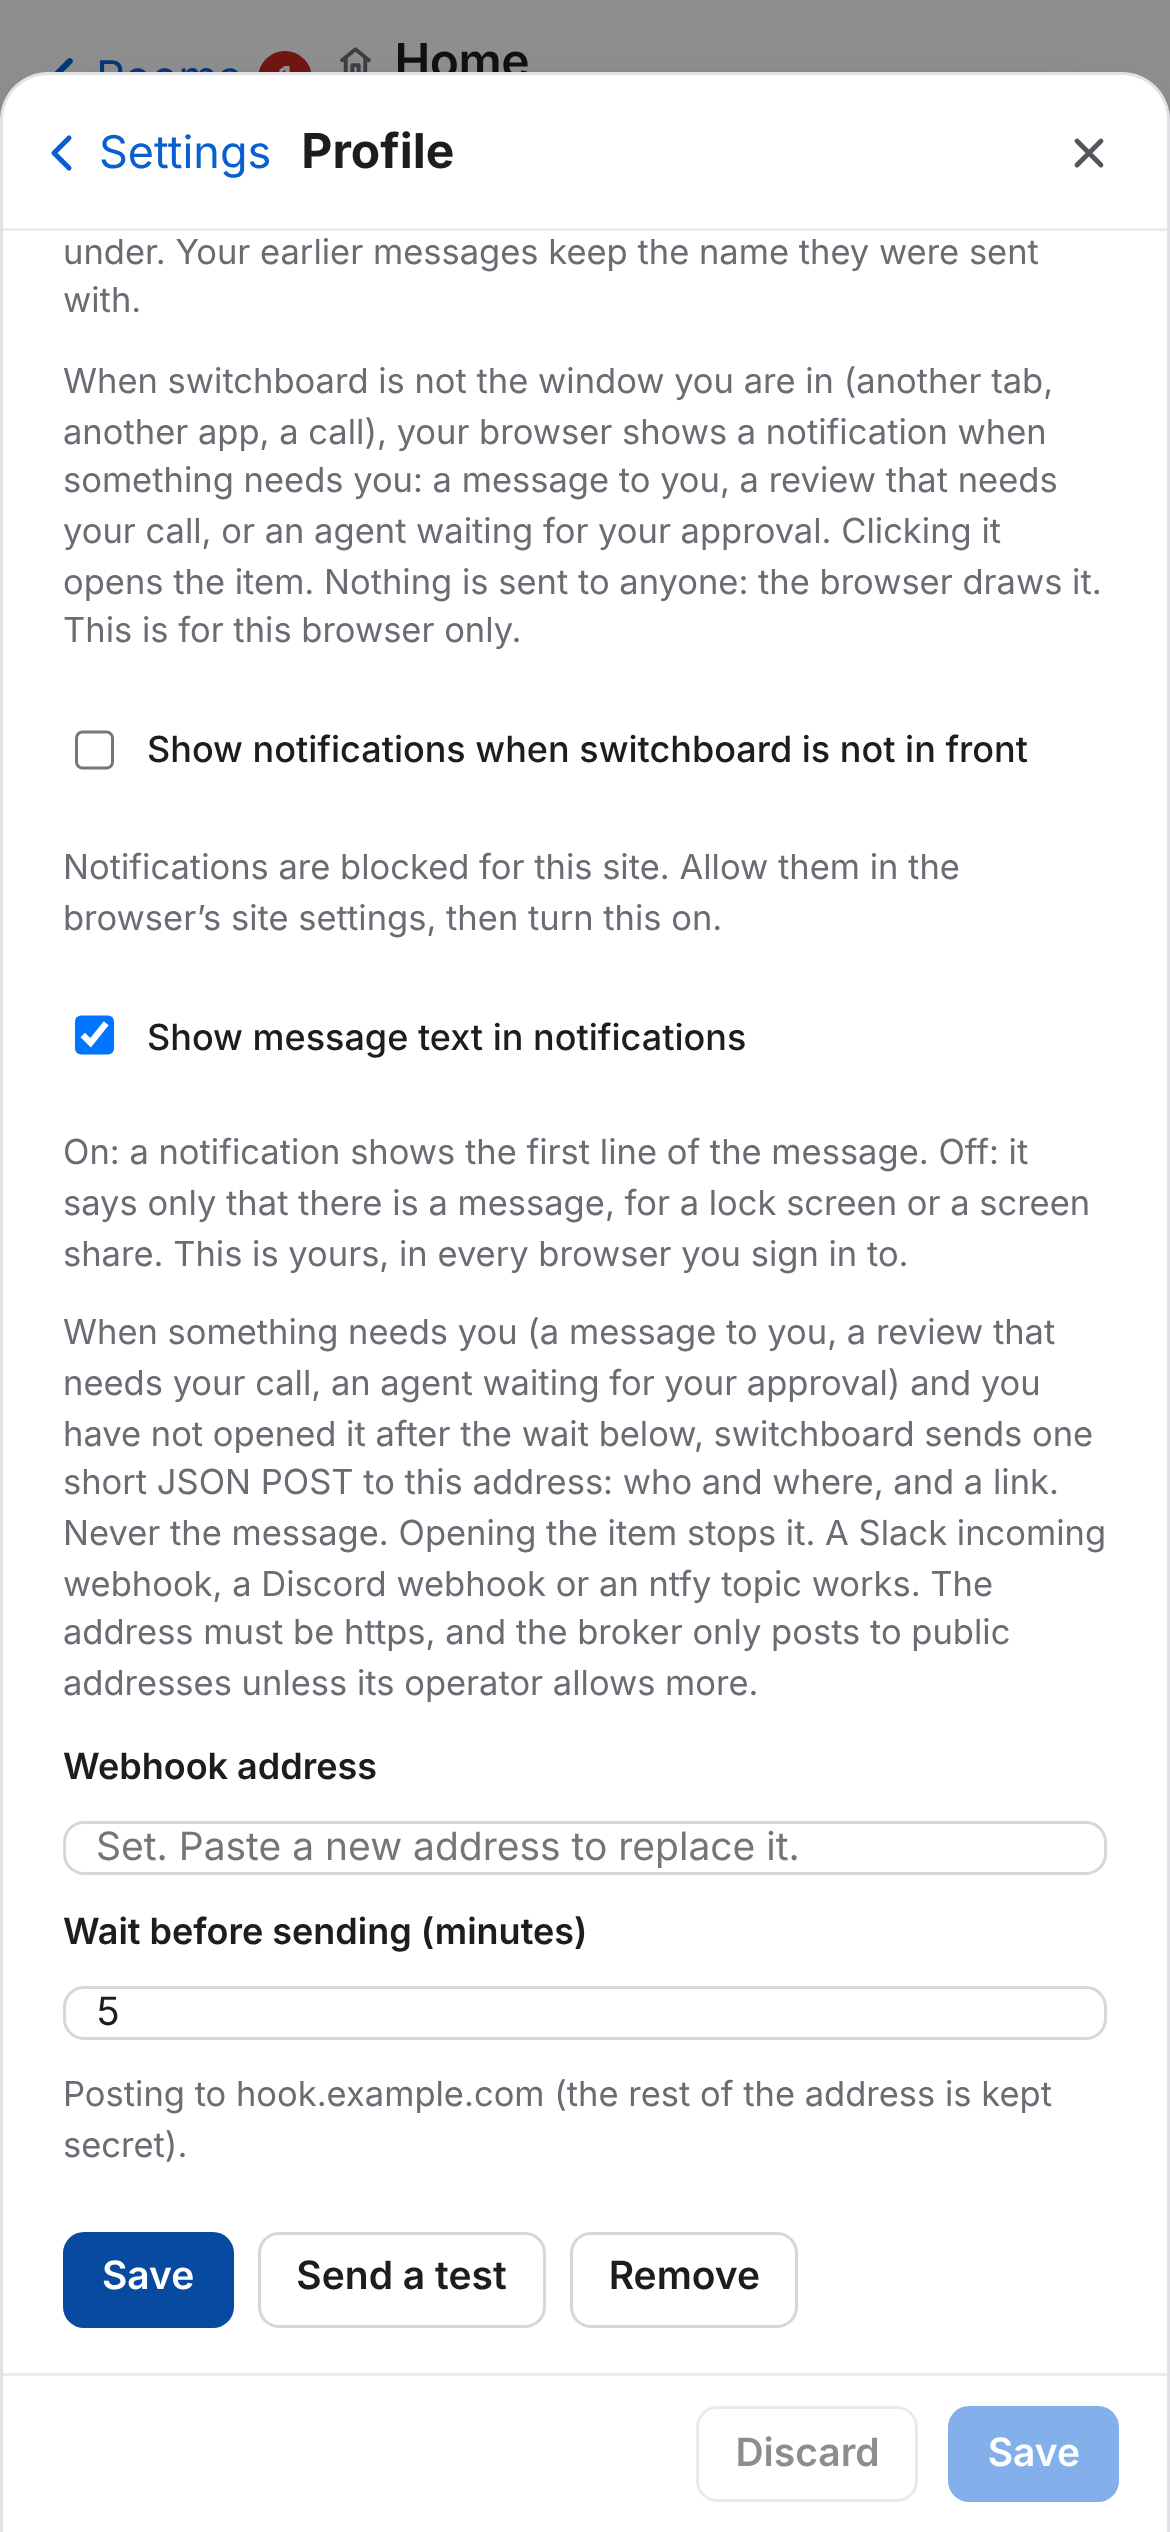 Rooms 1 Home
Settings Profile
under. Your earlier messages keep the name they were sent
with.
When switchboard is not the window you are in (another tab,
another app, a call), your browser shows a notification when
something needs you: a message to you, a review that needs
your call, or an agent waiting for your approval. Clicking it
opens the item. Nothing is sent to anyone: the browser draws it.
This is for this browser only.
Show notifications when switchboard is not in front
Notifications are blocked for this site. Allow them in the
browser’s site settings, then turn this on.
Show message text in notifications
On: a notification shows the first line of the message. Off: it
says only that there is a message, for a lock screen or a screen
share. This is yours, in every browser you sign in to.
When something needs you (a message to you, a review that
needs your call, an agent waiting for your approval) and you
have not opened it after the wait below, switchboard sends one
short JSON POST to this address: who and where, and a link.
Never the message. Opening the item stops it. A Slack incoming
webhook, a Discord webhook or an ntfy topic works. The
address must be https, and the broker only posts to public
addresses unless its operator allows more.
Webhook address
Set. Paste a new address to replace it.
Wait before sending (minutes)
5
Posting to hook.example.com (the rest of the address is kept
secret).
Save Send a test Remove
Discard Save